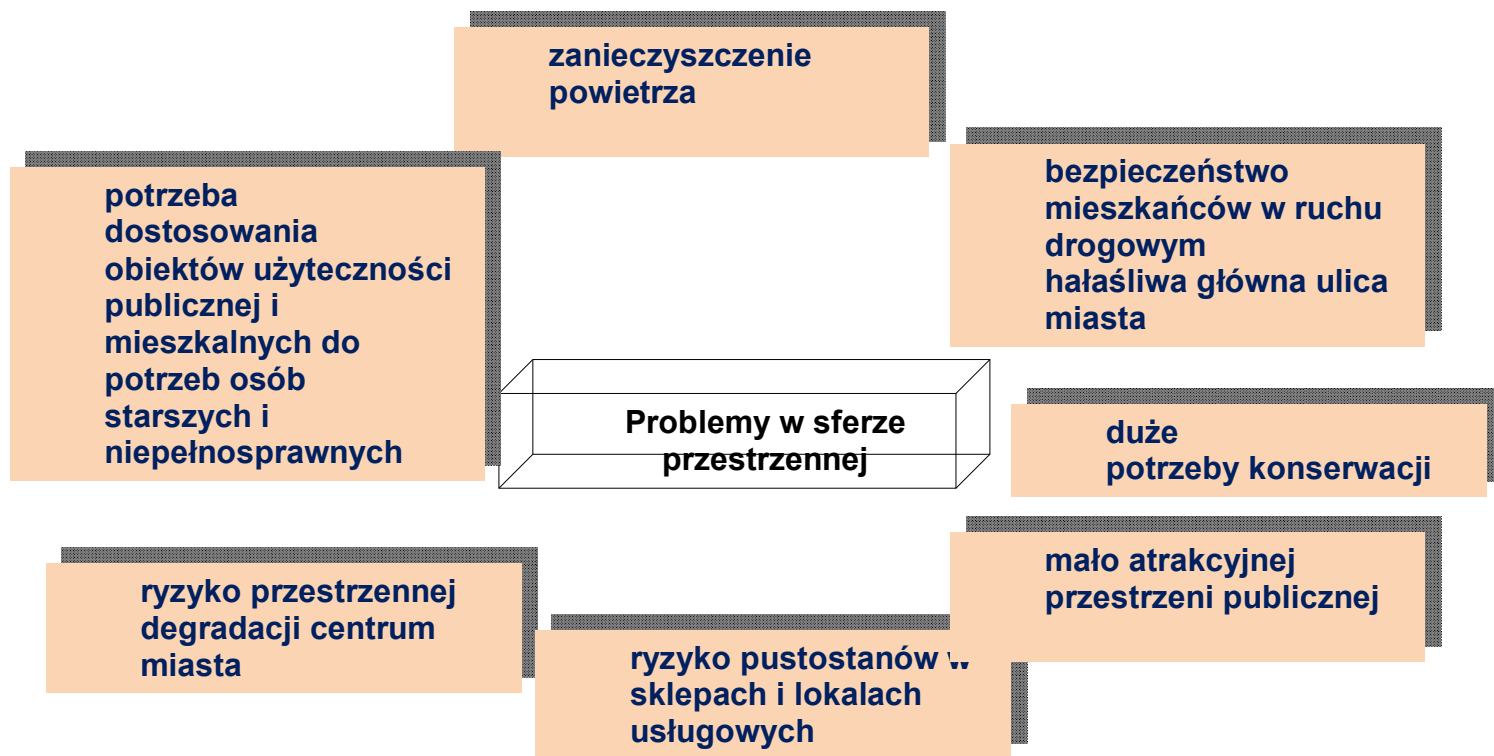 zanieczyszczenie
powietrza
bezpieczeństwo
mieszkańców w ruchu
drogowym
hałaśliwa główna ulica
miasta
potrzeba
dostosowania
obiektów użyteczności
publicznej i
mieszkalnych do
potrzeb osób
starszych i
niepełnosprawnych
Problemy w sferze
przestrzennej
duże
potrzeby konserwacji
mało atrakcyjnej
przestrzeni publicznej
ryzyko przestrzennej
degradacji centrum
miasta
ryzyko pustostanów w
sklepach i lokalach
usługowych